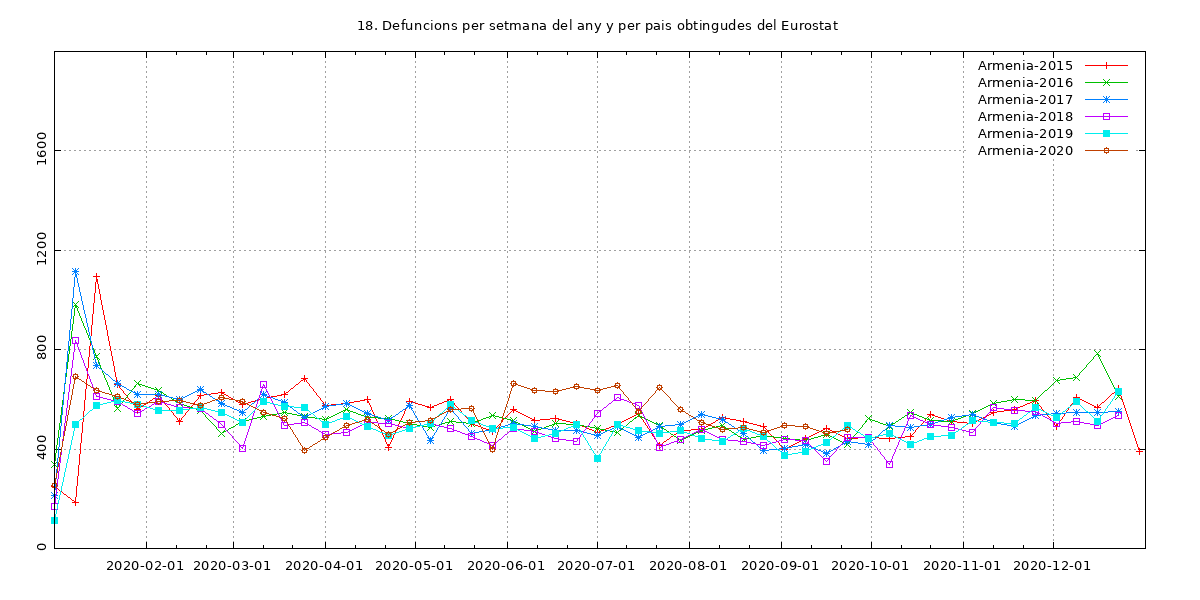 18. Defuncions per setmana del any y per pais obtingudes del Eurostat
Armenia-2015
Armenia-2016
Armenia-2017
Armenia-2018
Armenia-2019
Armenia-2020
1600
1200
800
400
0
2020-02-01 2020-03-01 2020-04-01 2020-05-01 2020-06-01 2020-07-01 2020-08-01 2020-09-01 2020-10-01 2020-11-01 2020-12-01